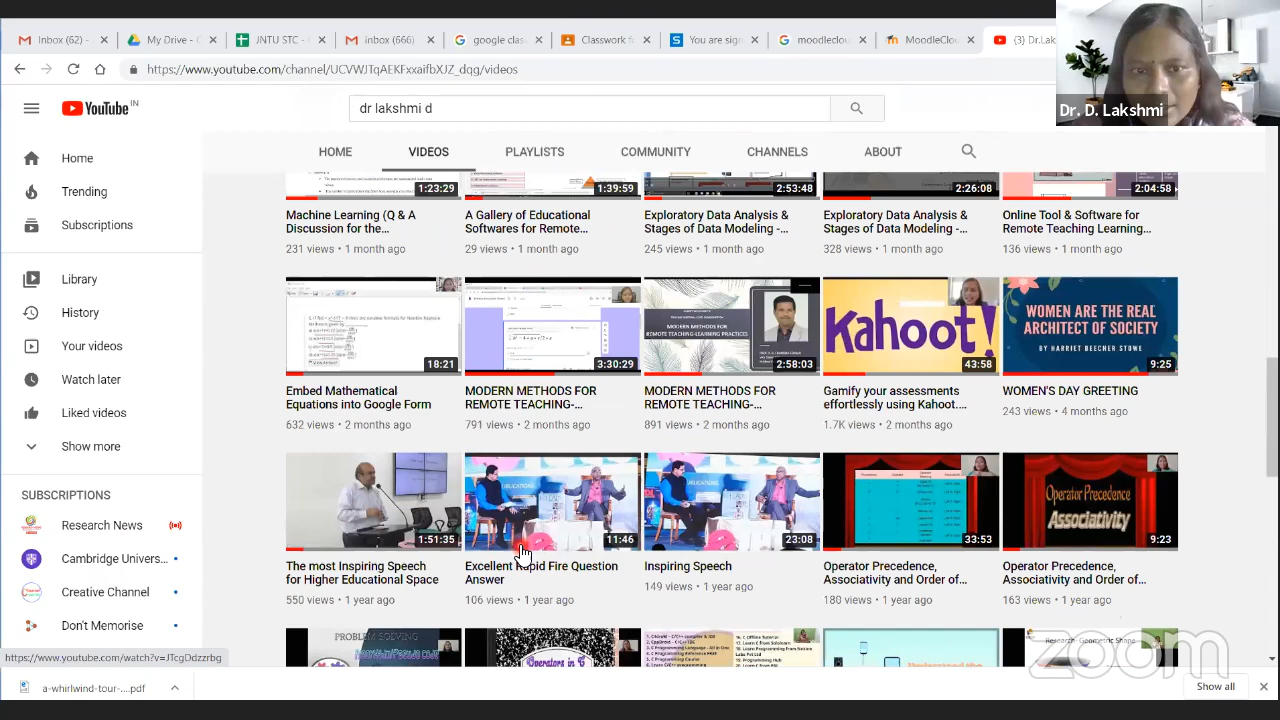 Inbox (62) -
My Drive - C
JNTU STC - C
Inbox (666)
google clas
Classwork f
You are sign
moodleclou
MoodleClou
(3) Dr.Lak
https://www.youtube.com/channel/UCVWJTqAEKFxxaifbXJZ_dqg/videos
YouTube IN
dr lakshmi d
Dr. D. Lakshmi
HOME
VIDEOS
PLAYLISTS
COMMUNITY
CHANNELS
ABOUT
Home
Trending
Subscriptions
Library
History
Your videos
Watch later
Liked videos
Show more
SUBSCRIPTIONS
Research News
Cambridge Univers...
Creative Channel
Don't Memorise
1:23:29
1:39:59
2:53:48
2:26:08
2:04:58
Machine Learning (Q & A
Discussion for the...
231 views • 1 month ago
A Gallery of Educational
Softwares for Remote...
29 views • 1 month ago
Exploratory Data Analysis &
Stages of Data Modeling -...
245 views • 1 month ago
Exploratory Data Analysis &
Stages of Data Modeling -...
328 views • 1 month ago
Online Tool & Software for
Remote Teaching Learning...
136 views • 1 month ago
18:21
3:30:29
MODERN METHODS FOR
REMOTE TEACHING-LEARNING PRACTICES
2:58:03
Kahoot!
43:58
WOMEN ARE THE REAL
ARCHITECT OF SOCIETY
BY HARRIET BEECHER STOWE
9:25
Embed Mathematical
Equations into Google Form
632 views • 2 months ago
MODERN METHODS FOR
REMOTE TEACHING-...
791 views • 2 months ago
MODERN METHODS FOR
REMOTE TEACHING-...
891 views • 2 months ago
Gamify your assessments
effortlessly using Kahoot....
1.7K views • 2 months ago
WOMEN'S DAY GREETING
243 views • 4 months ago
1:51:35
11:46
23:08
33:53
Operator Precedence
Associativity
9:23
The most Inspiring Speech
for Higher Educational Space
550 views • 1 year ago
Excellent Rapid Fire Question
Answer
106 views • 1 year ago
Inspiring Speech
149 views • 1 year ago
Operator Precedence,
Associativity and Order of...
180 views • 1 year ago
Operator Precedence,
Associativity and Order of...
163 views • 1 year ago
PROBLEM SOLVING
Operators in C
Research- Geometric Shape
zoom
https://www.youtube.com/watch?v=JTcgDdzzrbg
a-whirlwind-tour-....pdf
Show all